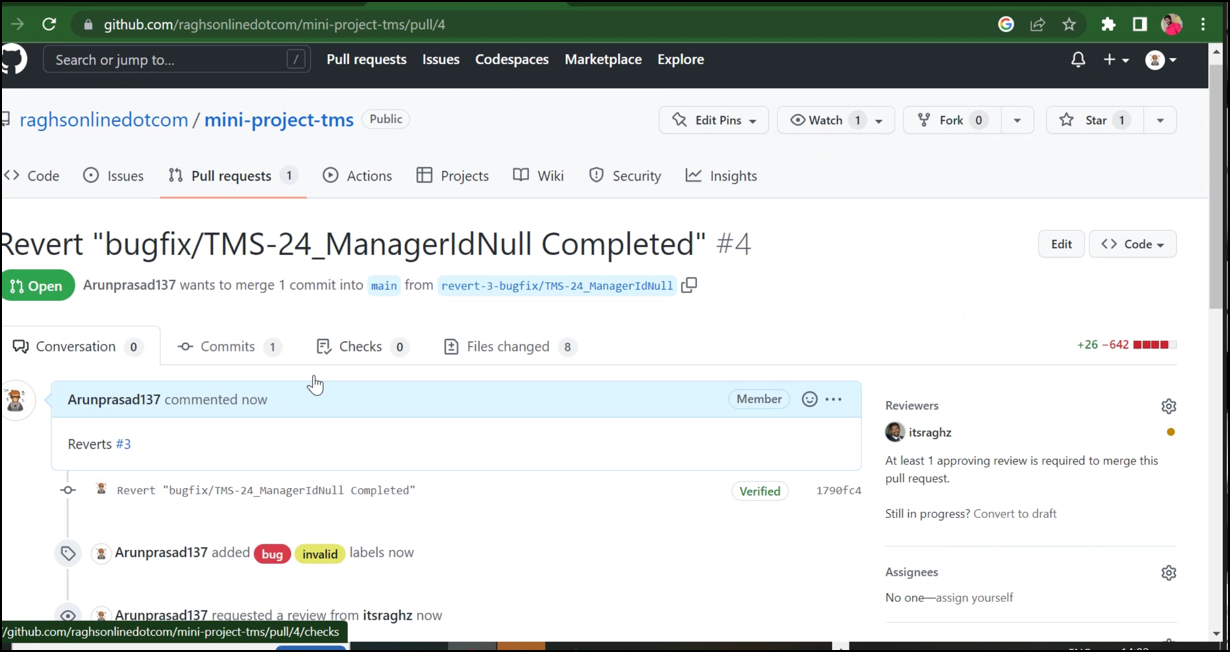 github.com/raghsonlinedotcom/mini-project-tms/pull/4
Search or jump to... / Pull requests Issues Codespaces Marketplace Explore
raghsonlinedotcom / mini-project-tms Public Edit Pins Watch 1 Fork 0 Star 1
Code Issues Pull requests 1 Actions Projects Wiki Security Insights
Revert "bugfix/TMS-24_ManagerIdNull Completed" #4 Edit Code
Open Arunprasad137 wants to merge 1 commit into main from revert-3-bugfix/TMS-24_ManagerIdNull
Conversation 0 Commits 1 Checks 0 Files changed 8 +26 −642
Arunprasad137 commented now Member
Reverts #3
Revert "bugfix/TMS-24_ManagerIdNull Completed" Verified 1790fc4
Arunprasad137 added bug invalid labels now
Arunprasad137 requested a review from itsraghz now
Reviewers
itsraghz
At least 1 approving review is required to merge this
pull request.
Still in progress? Convert to draft
Assignees
No one—assign yourself
/github.com/raghsonlinedotcom/mini-project-tms/pull/4/checks